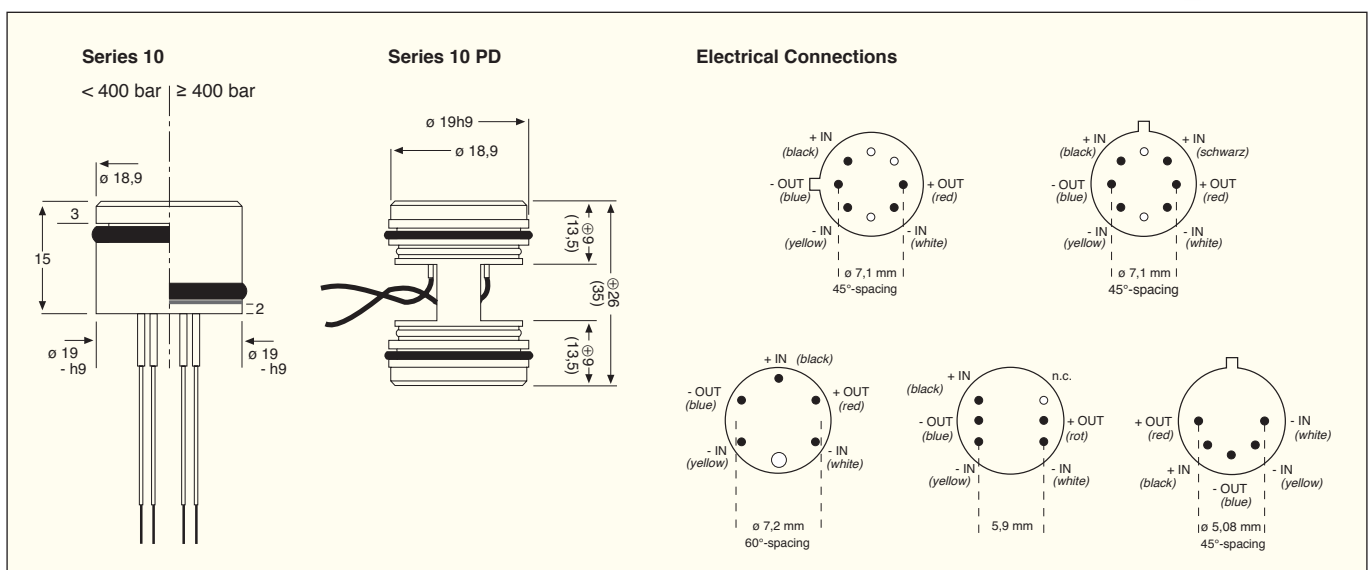 Series 10
< 400 bar ≥ 400 bar
ø 18,9
3
15
2
ø 19
- h9
ø 19
- h9
Series 10 PD
ø 19h9
ø 18,9
⊕9
(13,5)
⊕26
(35)
⊕9
(13,5)
Electrical Connections
+ IN
(black)
- OUT
(blue)
+ OUT
(red)
- IN
(yellow)
- IN
(white)
ø 7,1 mm
45°-spacing
+ IN
(black)
+ IN
(schwarz)
- OUT
(blue)
+ OUT
(red)
- IN
(yellow)
- IN
(white)
ø 7,1 mm
45°-spacing
+ IN (black)
- OUT
(blue)
+ OUT
(red)
- IN
(yellow)
- IN
(white)
ø 7,2 mm
60°-spacing
+ IN
(black)
n.c.
- OUT
(blue)
+ OUT
(rot)
- IN
(yellow)
- IN
(white)
5,9 mm
+ OUT
(red)
- IN
(white)
+ IN
(black)
- IN
(yellow)
- OUT
(blue)
ø 5,08 mm
45°-spacing